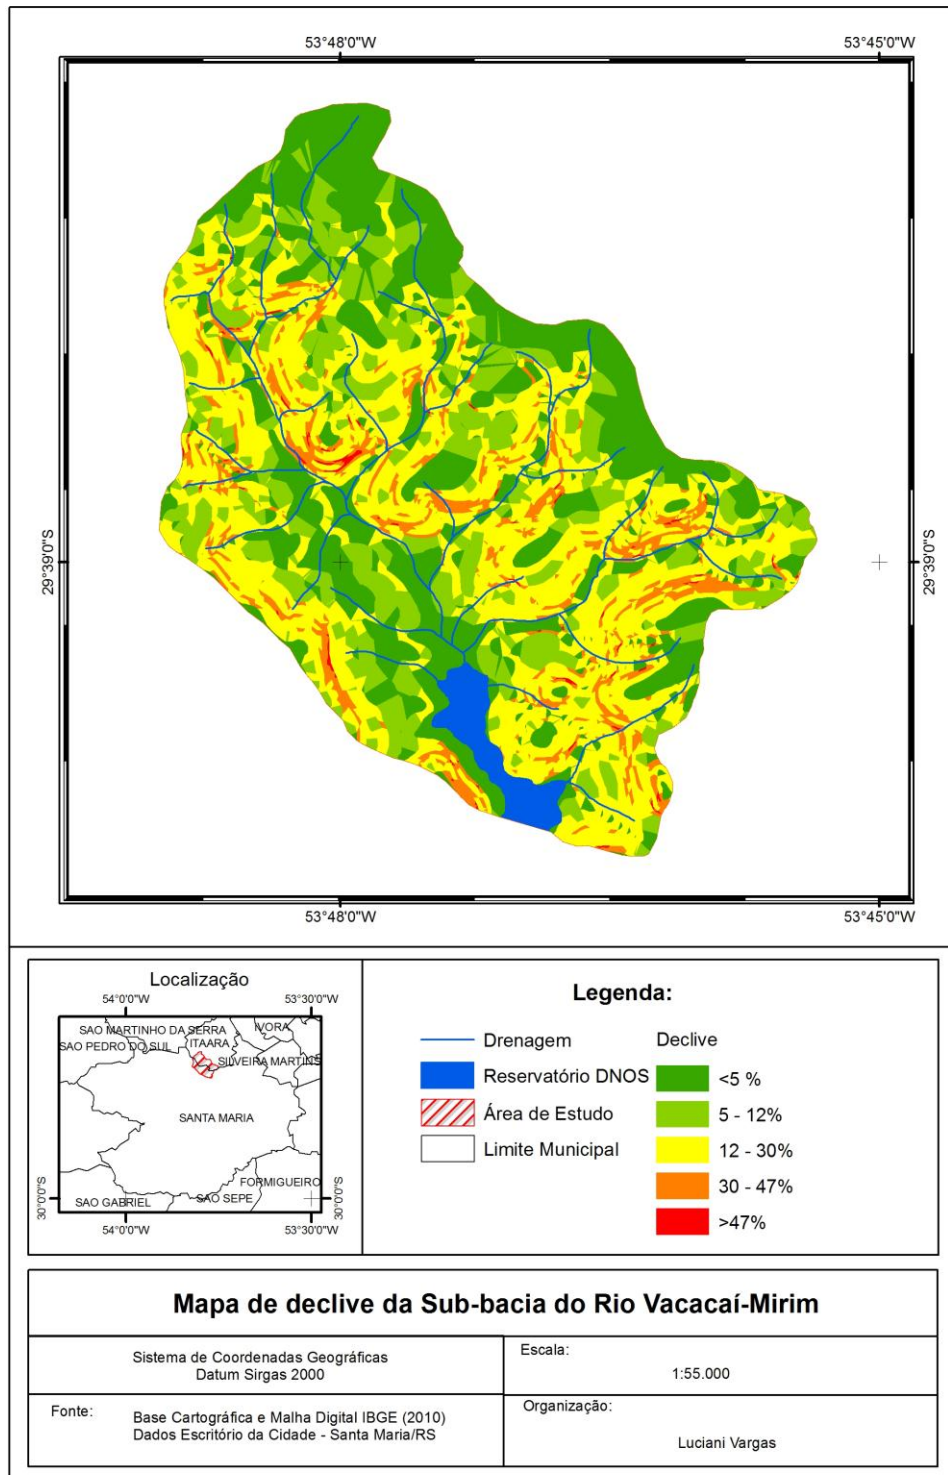 53°48'0"W
53°45'0"W
29°39'0"S
29°39'0"S
53°48'0"W
53°45'0"W
Localização
54°0'0"W
53°30'0"W
SAO MARTINHO DA SERRA
IVORA
SAO PEDRO DO SUL
ITAARA
SILVEIRA MARTINS
SANTA MARIA
FORMIGUEIRO
SAO GABRIEL
SAO SEPE
30°0'0"S
30°0'0"S
54°0'0"W
53°30'0"W
Legenda:
Drenagem
Reservatório DNOS
Área de Estudo
Limite Municipal
Declive
<5 %
5 - 12%
12 - 30%
30 - 47%
>47%
Mapa de declive da Sub-bacia do Rio Vacacaí-Mirim
Sistema de Coordenadas Geográficas
Datum Sirgas 2000
Escala:
1:55.000
Fonte:
Base Cartográfica e Malha Digital IBGE (2010)
Dados Escritório da Cidade - Santa Maria/RS
Organização:
Luciani Vargas